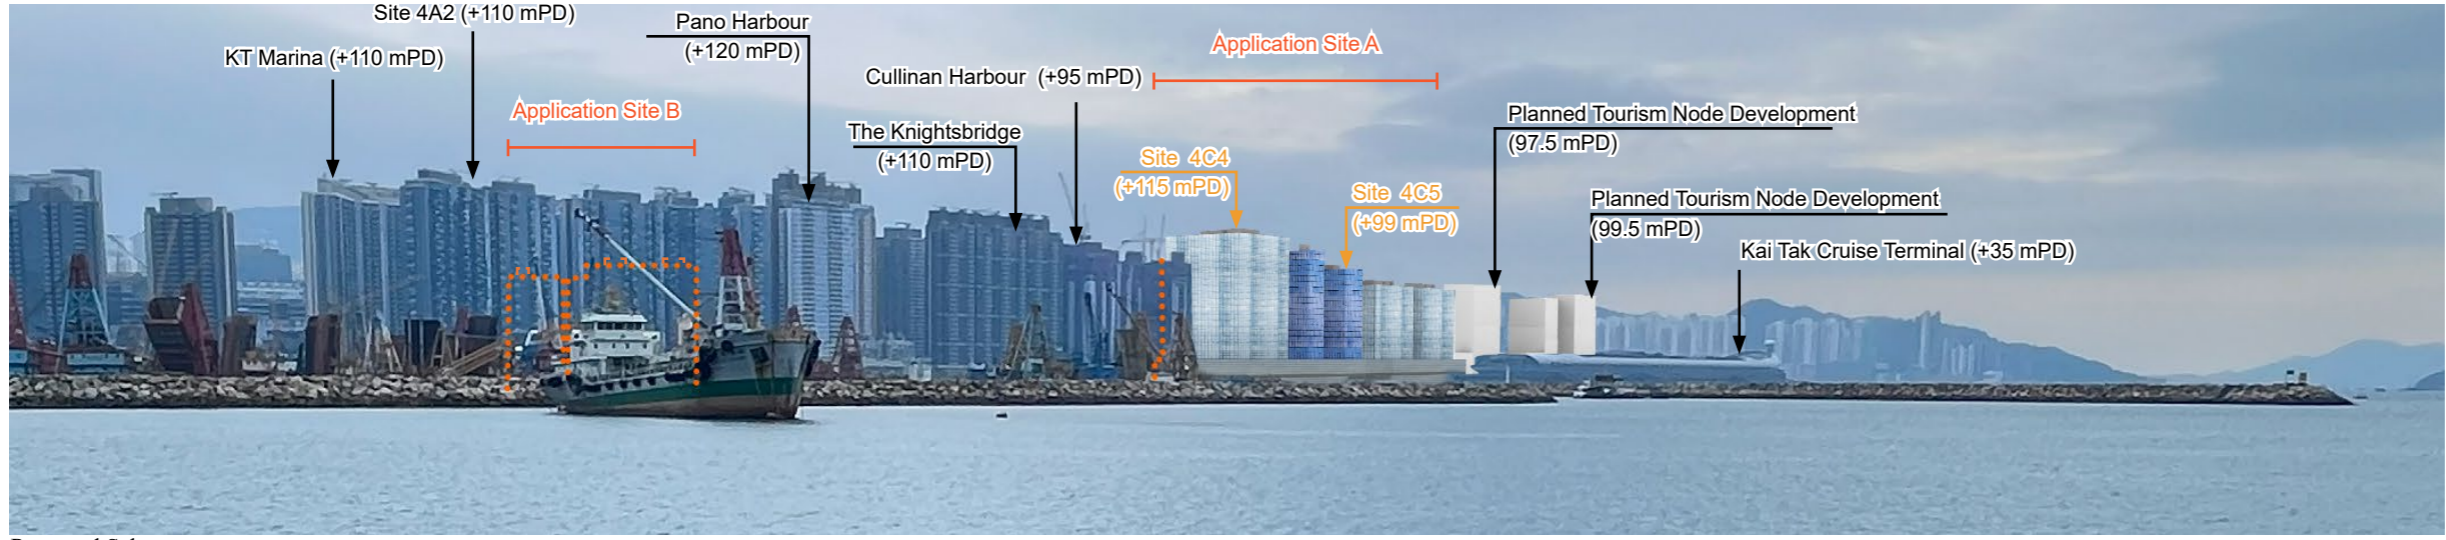 Site 4A2 (+110 mPD)
KT Marina (+110 mPD)
Application Site B
Pano Harbour
(+120 mPD)
Cullinan Harbour (+95 mPD)
The Knightsbridge
(+110 mPD)
Application Site A
Site 4C4
(+115 mPD)
Site 4C5
(+99 mPD)
Planned Tourism Node Development
(97.5 mPD)
Planned Tourism Node Development
(99.5 mPD)
Kai Tak Cruise Terminal (+35 mPD)